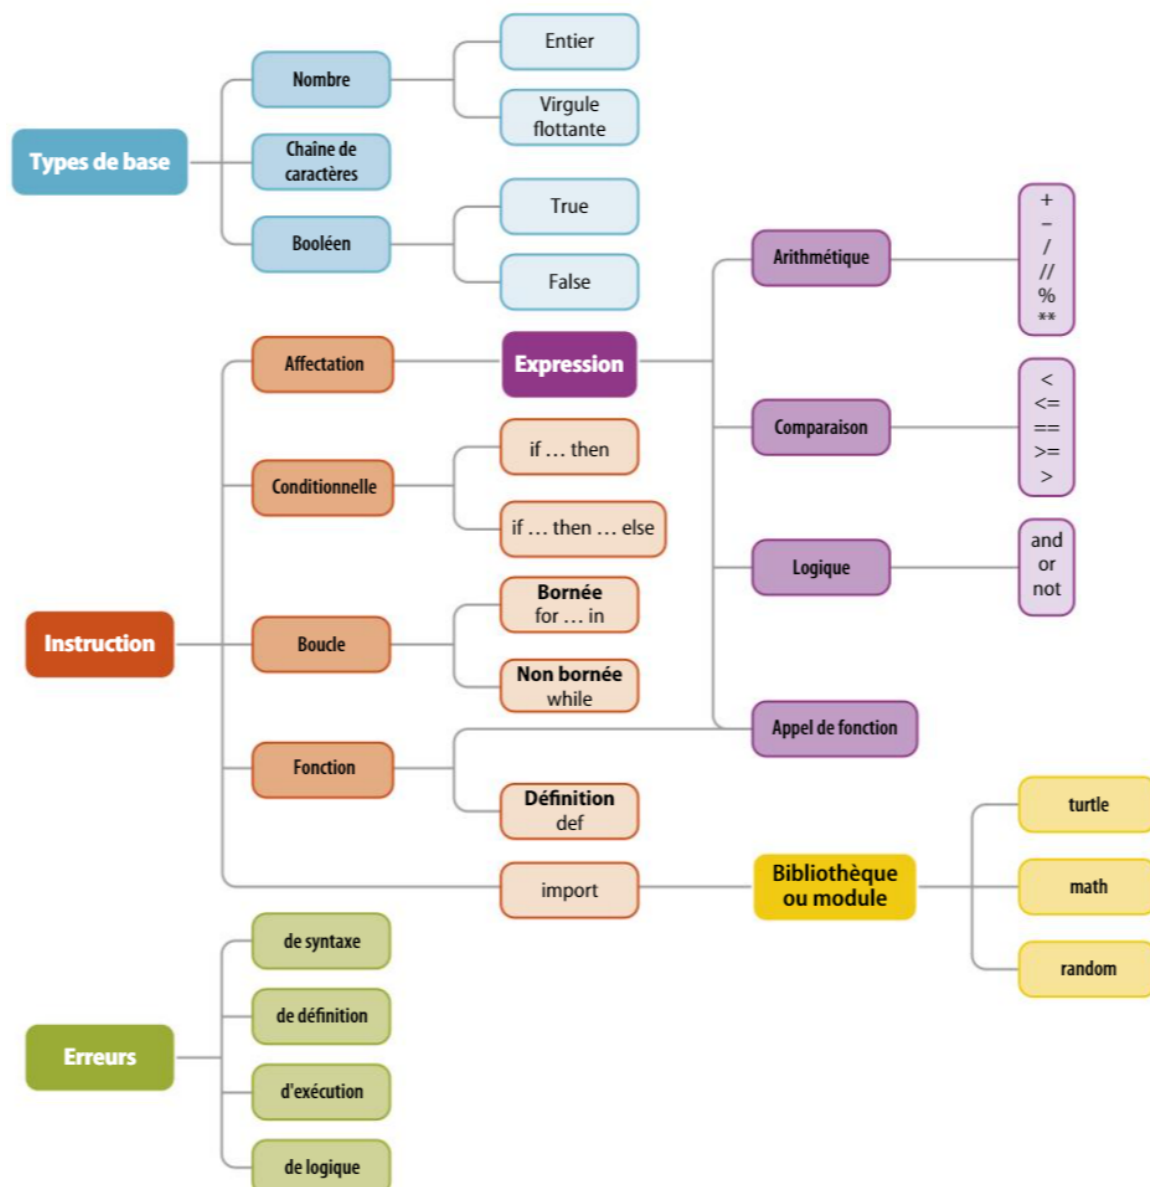 Types de base
Nombre
Entier
Virgule
flottante
Chaîne de
caractères
Booléen
True
False
Instruction
Affectation
Expression
Arithmétique
+
–
/
//
%
**
Comparaison
<
<=
==
>=
>
Logique
and
or
not
Appel de fonction
Conditionnelle
if … then
if … then … else
Boucle
Bornée
for … in
Non bornée
while
Fonction
Définition
def
import
Bibliothèque
ou module
turtle
math
random
Erreurs
de syntaxe
de définition
d'exécution
de logique